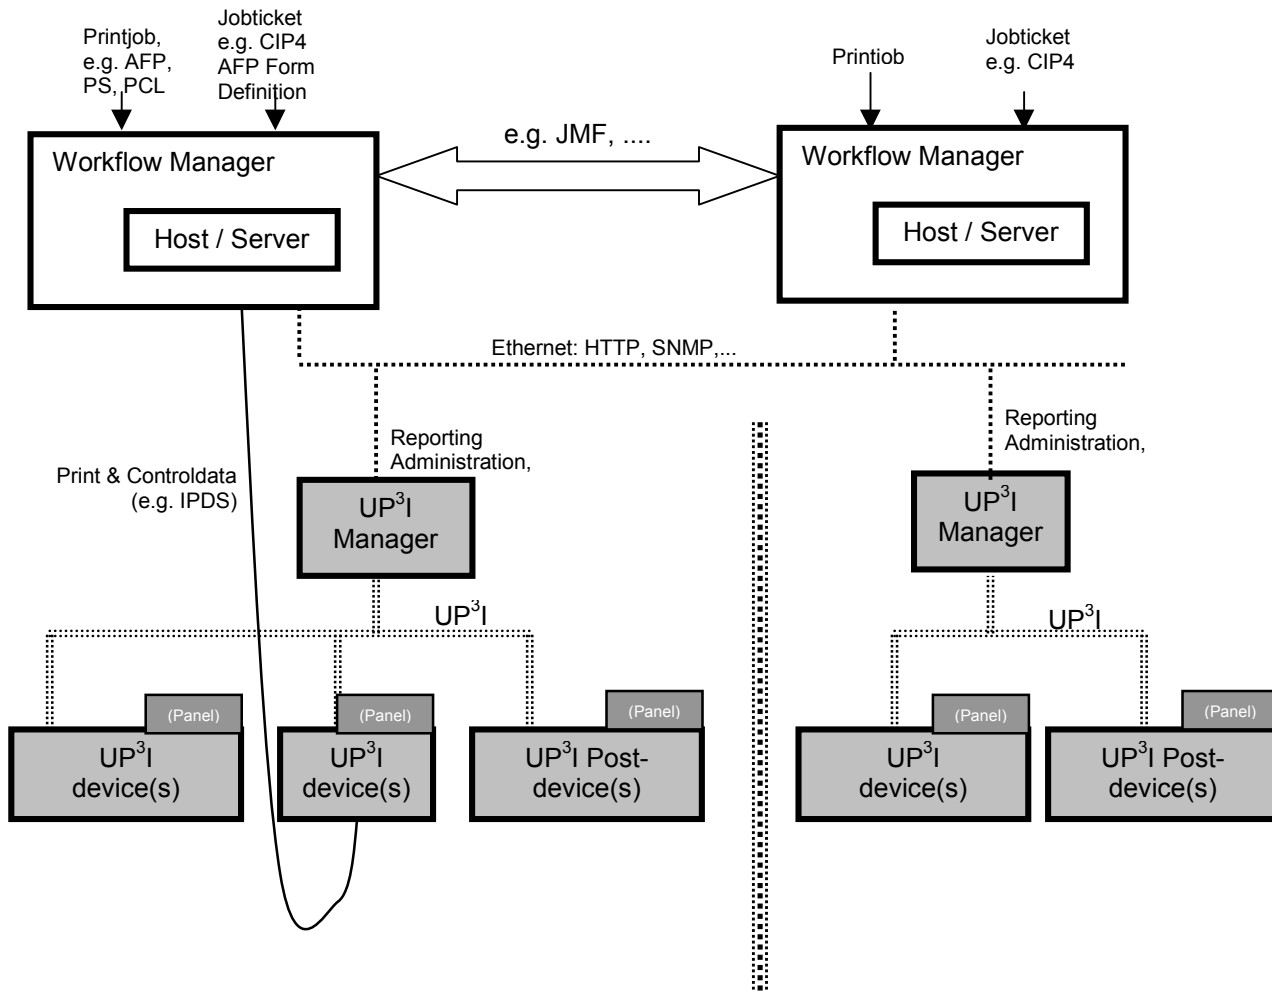 Printjob,
e.g. AFP,
PS, PCL
Jobticket
e.g. CIP4
AFP Form
Definition
Printiob
Jobticket
e.g. CIP4
Workflow Manager
Host / Server
e.g. JMF, ....
Workflow Manager
Host / Server
Ethernet: HTTP, SNMP,...
Reporting
Administration,
Reporting
Administration,
Print & Controldata
(e.g. IPDS)
UP³I
Manager
UP³I
Manager
UP³I
UP³I
(Panel)
UP³I
device(s)
(Panel)
UP³I
device(s)
(Panel)
UP³I Post-
device(s)
(Panel)
UP³I
device(s)
(Panel)
UP³I Post-
device(s)